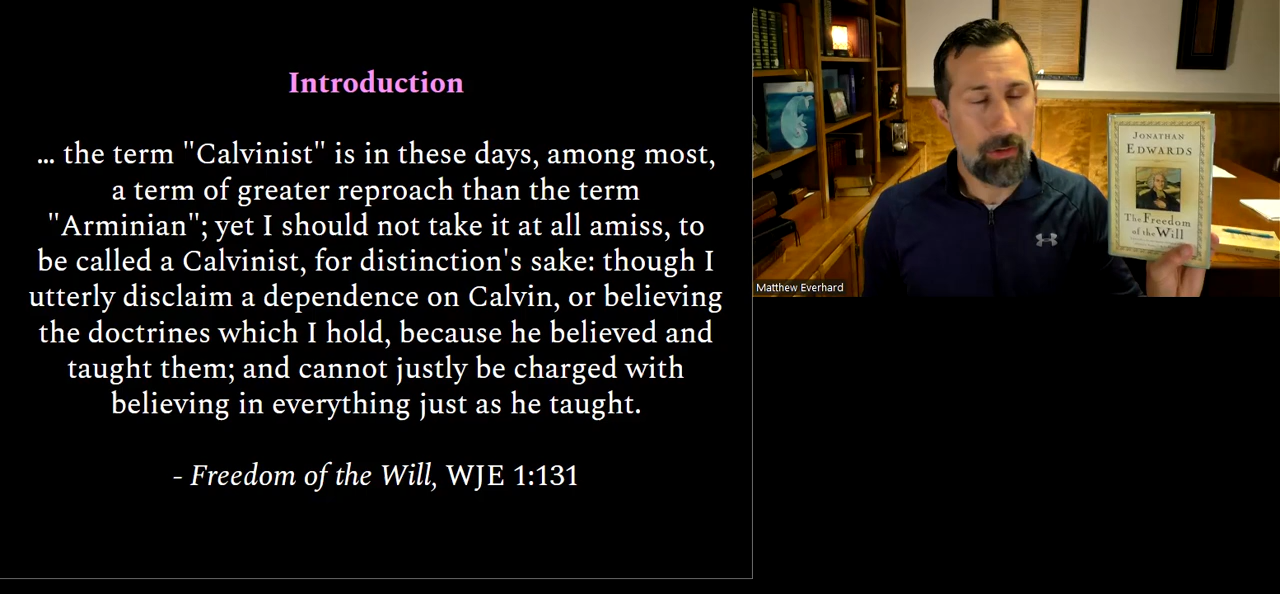 Introduction
... the term "Calvinist" is in these days, among most,
a term of greater reproach than the term
"Arminian"; yet I should not take it at all amiss, to
be called a Calvinist, for distinction's sake: though I
utterly disclaim a dependence on Calvin, or believing
the doctrines which I hold, because he believed and
taught them; and cannot justly be charged with
believing in everything just as he taught.
- Freedom of the Will, WJE 1:131
JONATHAN
EDWARDS
The Freedom
of the Will
Matthew Everhard